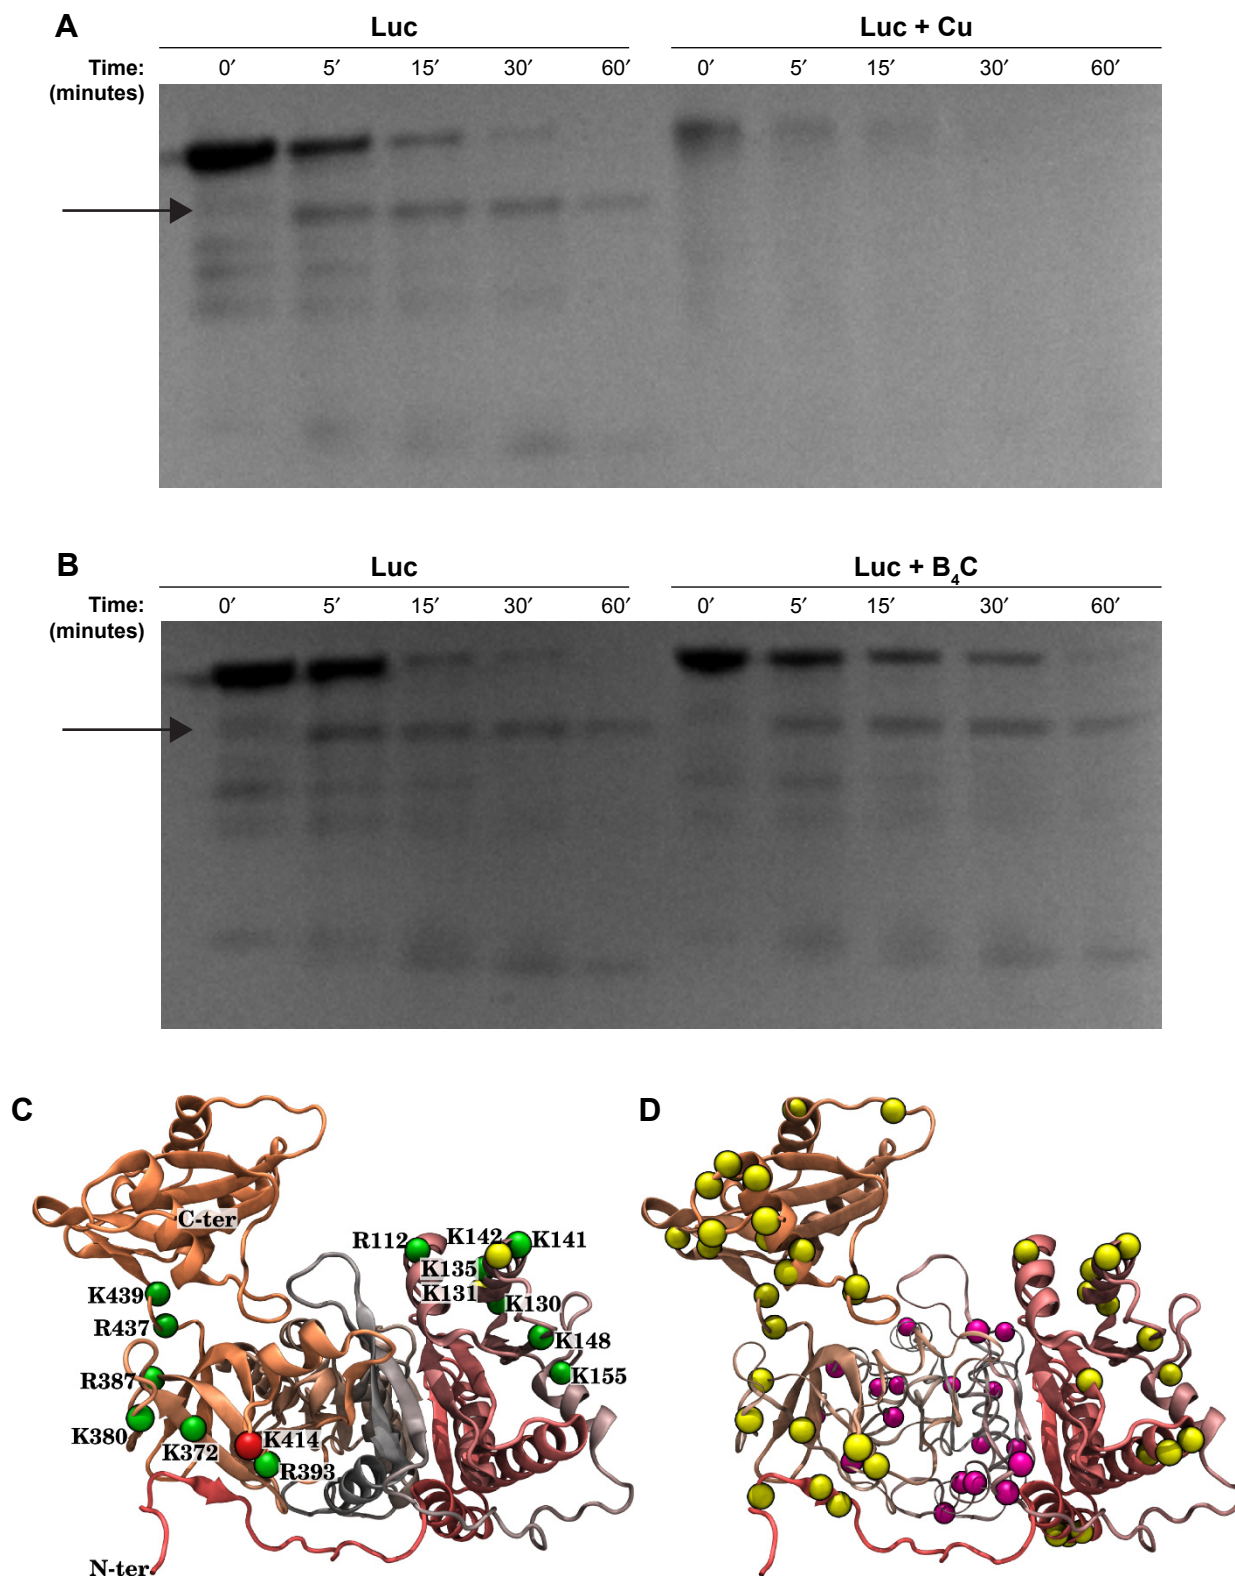 A
Luc
Luc + Cu
Time:
(minutes)
0′ 5′ 15′ 30′ 60′ 0′ 5′ 15′ 30′ 60′
B
Luc
Luc + B₄C
Time:
(minutes)
0′ 5′ 15′ 30′ 60′ 0′ 5′ 15′ 30′ 60′
C
D
C-ter
R112
K142
K141
K135
K131
K130
K439
R437
K148
K155
R387
K380
K372
K414
R393
N-ter